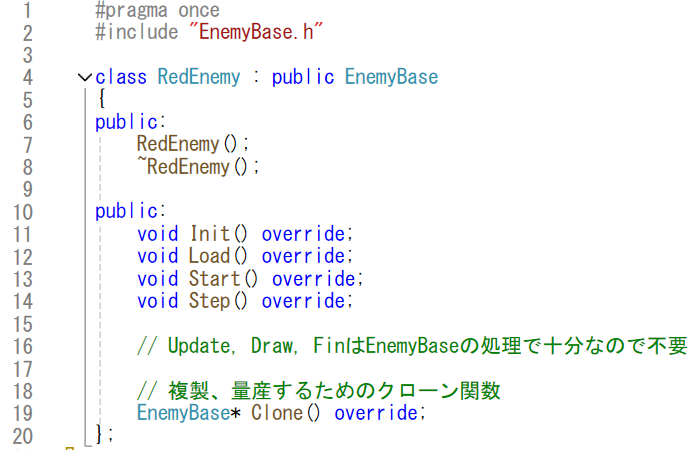 1 #pragma once
2 #include "EnemyBase.h"
3
4 class RedEnemy : public EnemyBase
5 {
6 public:
7 RedEnemy();
8 ~RedEnemy();
9
10 public:
11 void Init() override;
12 void Load() override;
13 void Start() override;
14 void Step() override;
15
16 // Update, Draw, FinはEnemyBaseの処理で十分なので不要
17
18 // 複製、量産するためのクローン関数
19 EnemyBase* Clone() override;
20 };